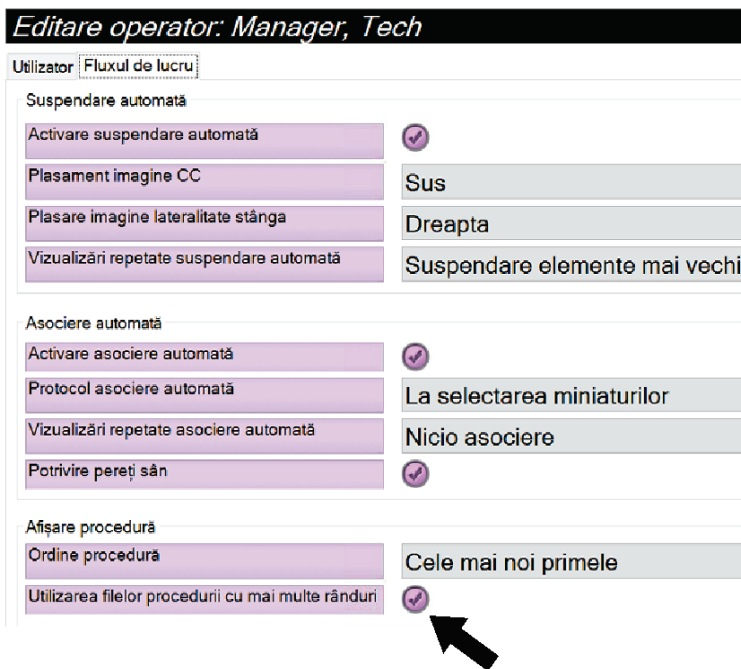 Editare operator: Manager, Tech
Utilizator Fluxul de lucru
Suspendare automată
Activare suspendare automată
Plasament imagine CC Sus
Plasare imagine lateralitate stânga Dreapta
Vizualizări repetate suspendare automată Suspendare elemente mai vechi
Asociere automată
Activare asociere automată
Protocol asociere automată La selectarea miniaturilor
Vizualizări repetate asociere automată Nicio asociere
Potrivire pereți sân
Afișare procedură
Ordine procedură Cele mai noi primele
Utilizarea filelor procedurii cu mai multe rânduri